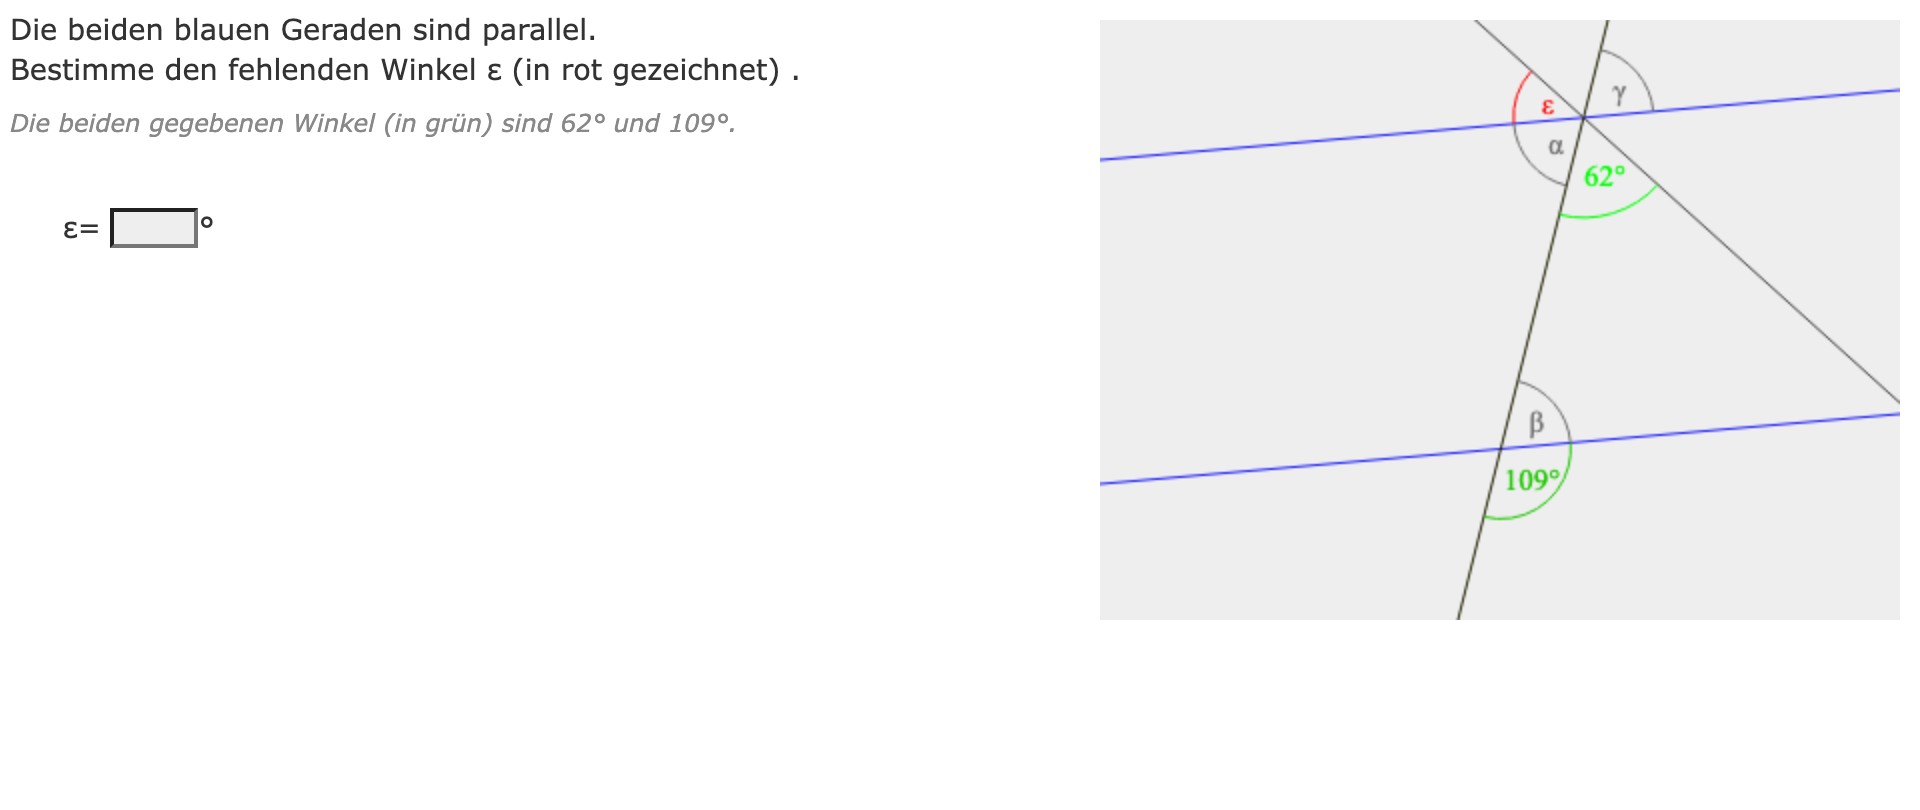 Die beiden blauen Geraden sind parallel.
Bestimme den fehlenden Winkel ε (in rot gezeichnet) .
Die beiden gegebenen Winkel (in grün) sind 62° und 109°.
ε= °
γ
ε
α
62°
β
109°